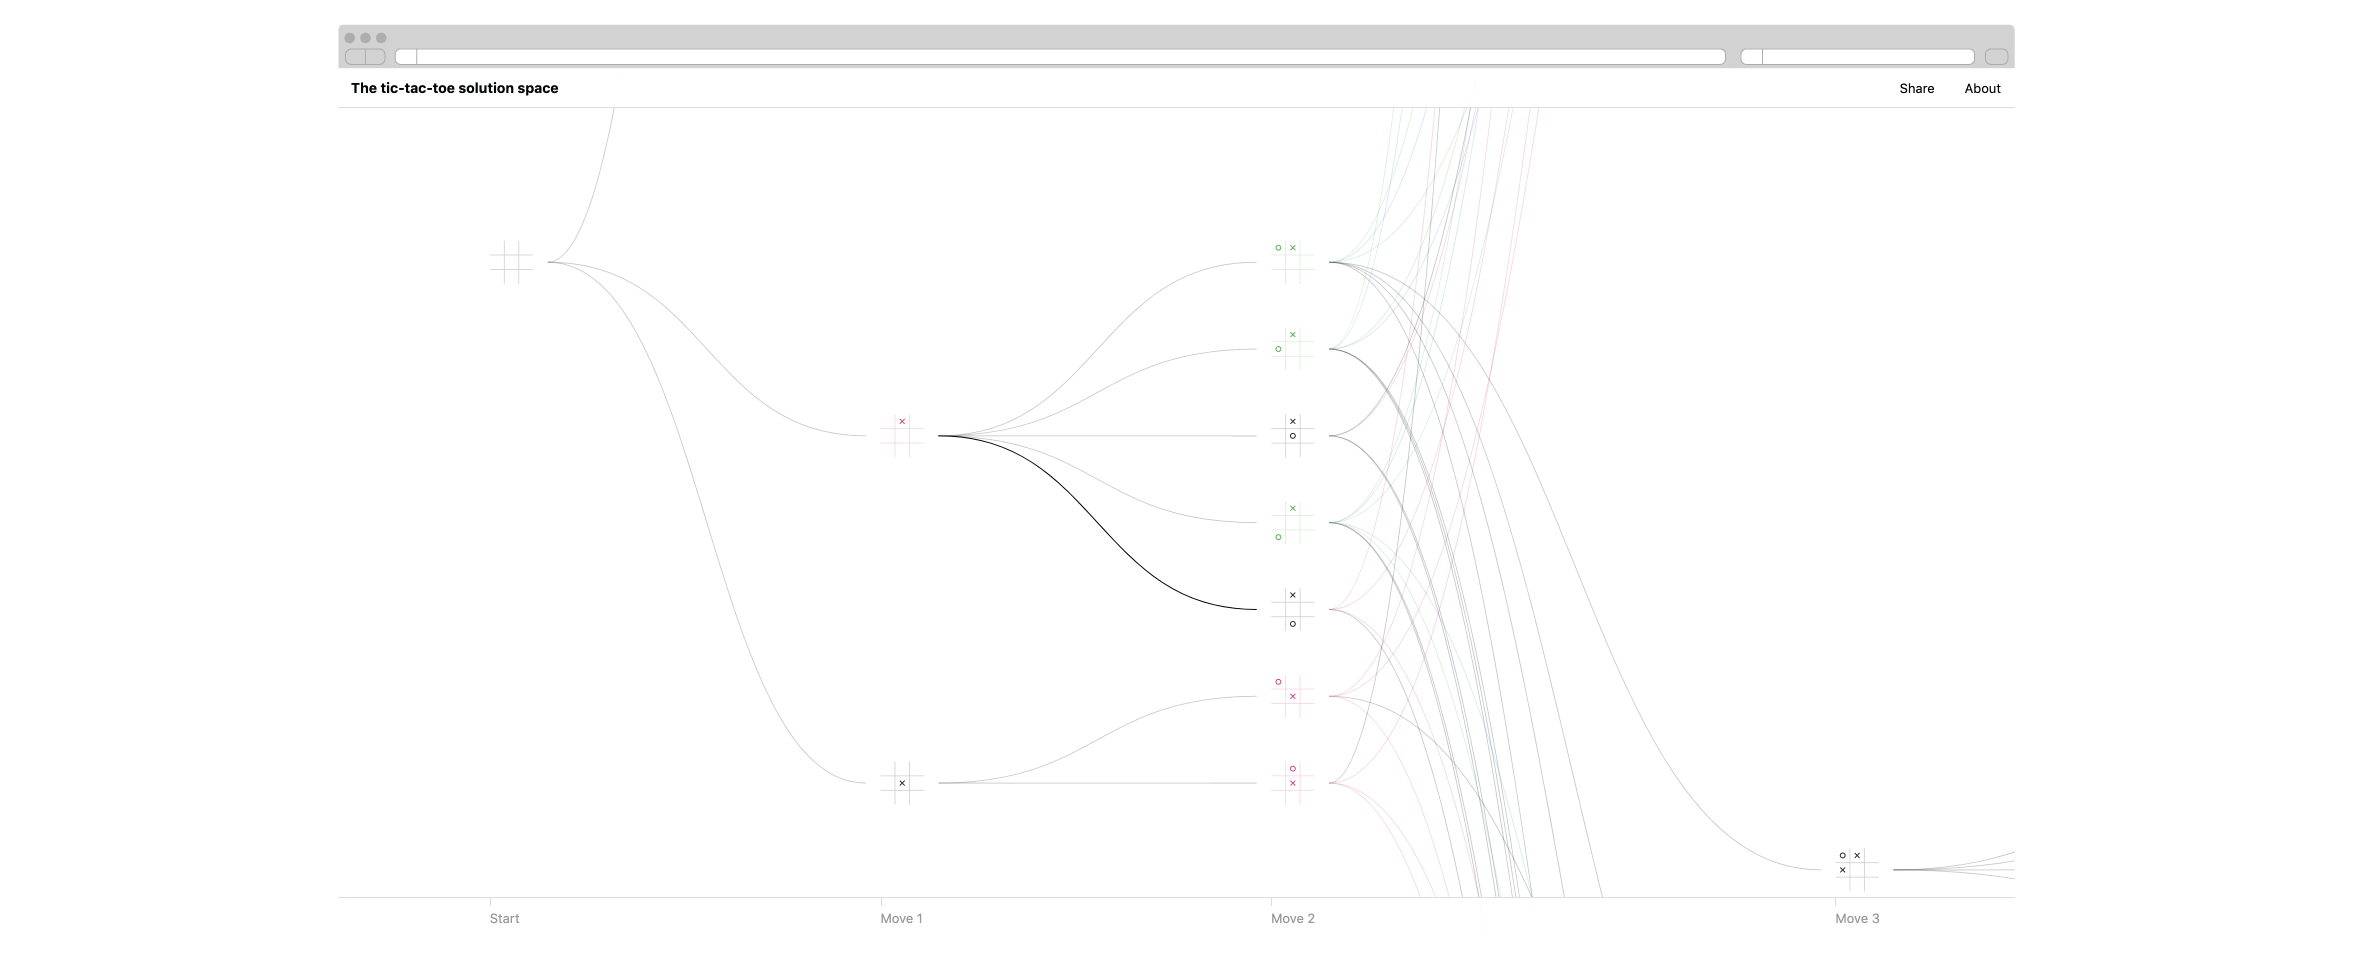 The tic-tac-toe solution space
Share About
Start Move 1 Move 2 Move 3